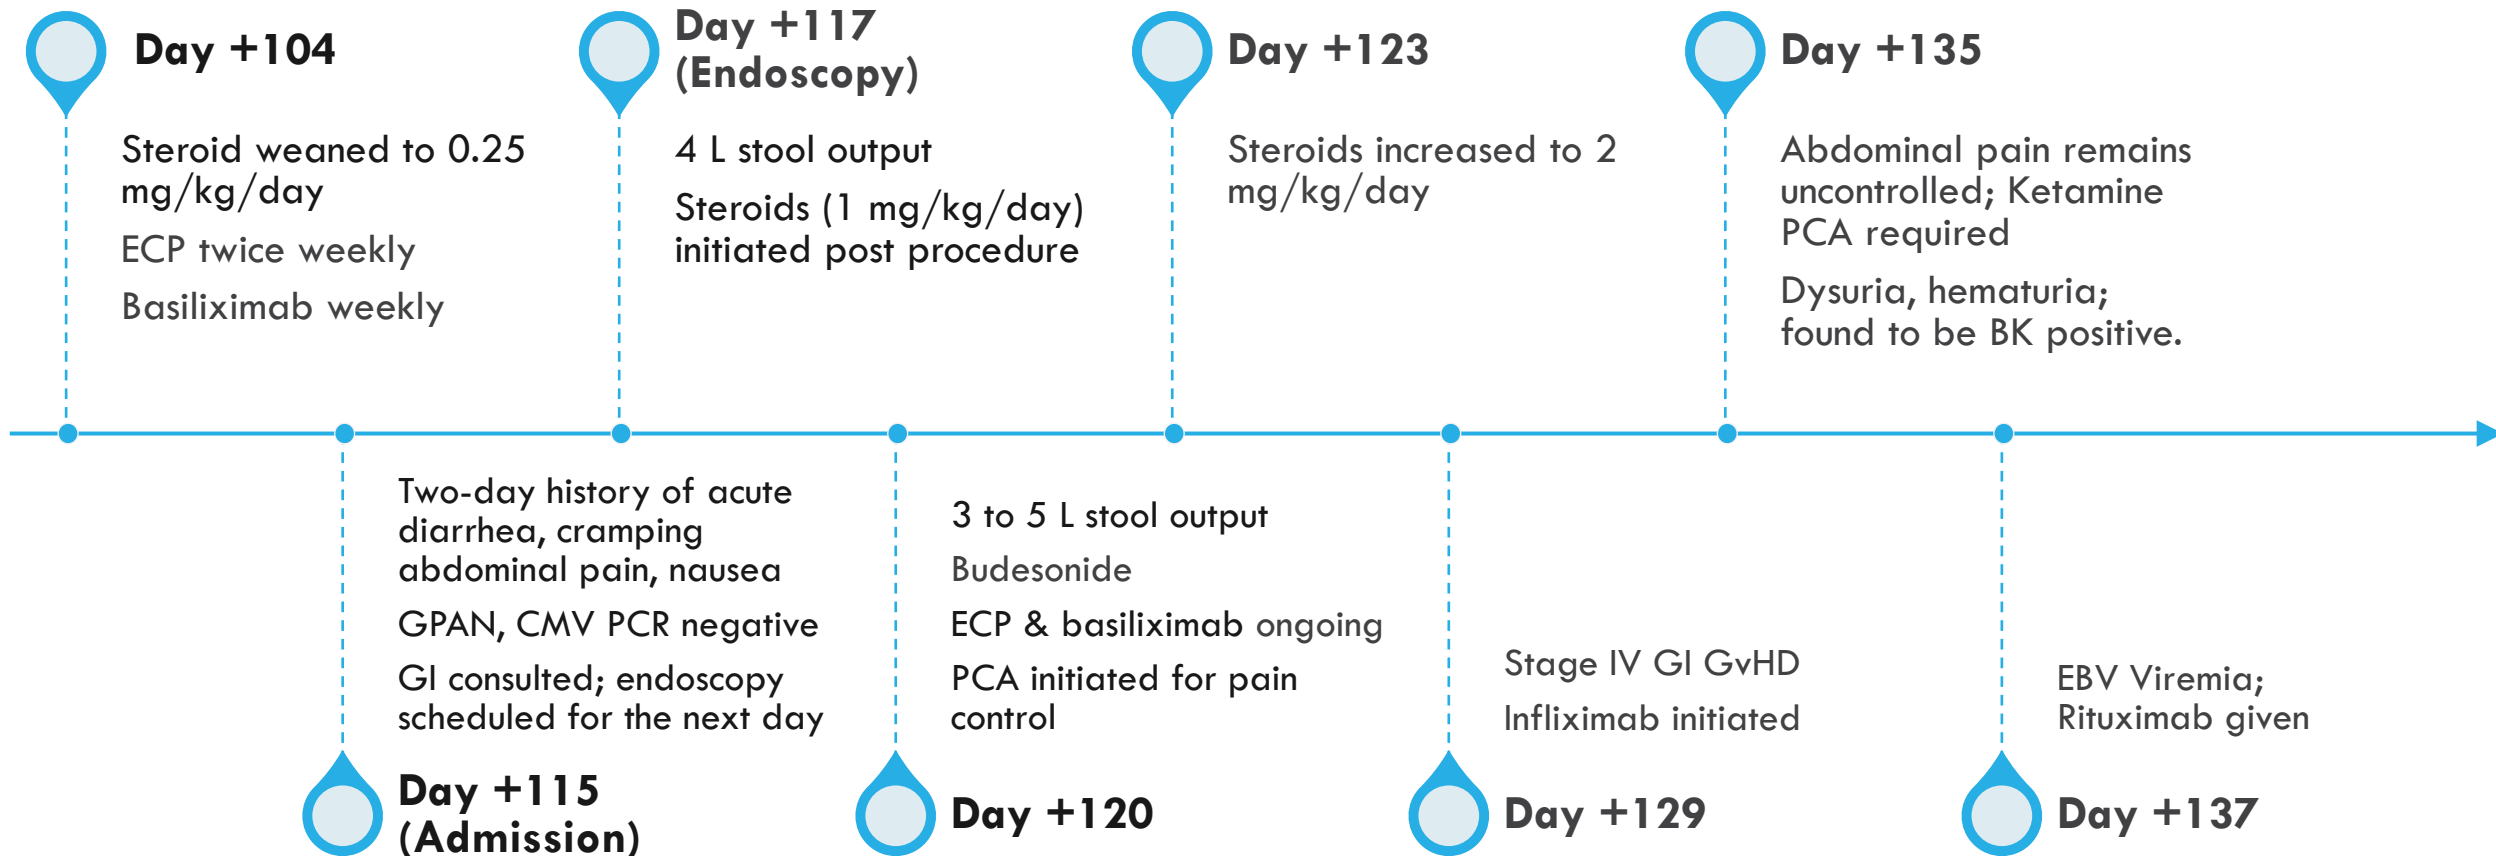 Day +104
Steroid weaned to 0.25
mg/kg/day
ECP twice weekly
Basiliximab weekly
Day +115
(Admission)
Two-day history of acute
diarrhea, cramping
abdominal pain, nausea
GPAN, CMV PCR negative
GI consulted; endoscopy
scheduled for the next day
Day +117
(Endoscopy)
4 L stool output
Steroids (1 mg/kg/day)
initiated post procedure
Day +120
3 to 5 L stool output
Budesonide
ECP & basiliximab ongoing
PCA initiated for pain
control
Day +123
Steroids increased to 2
mg/kg/day
Day +129
Stage IV GI GvHD
Infliximab initiated
Day +135
Abdominal pain remains
uncontrolled; Ketamine
PCA required
Dysuria, hematuria;
found to be BK positive.
Day +137
EBV Viremia;
Rituximab given